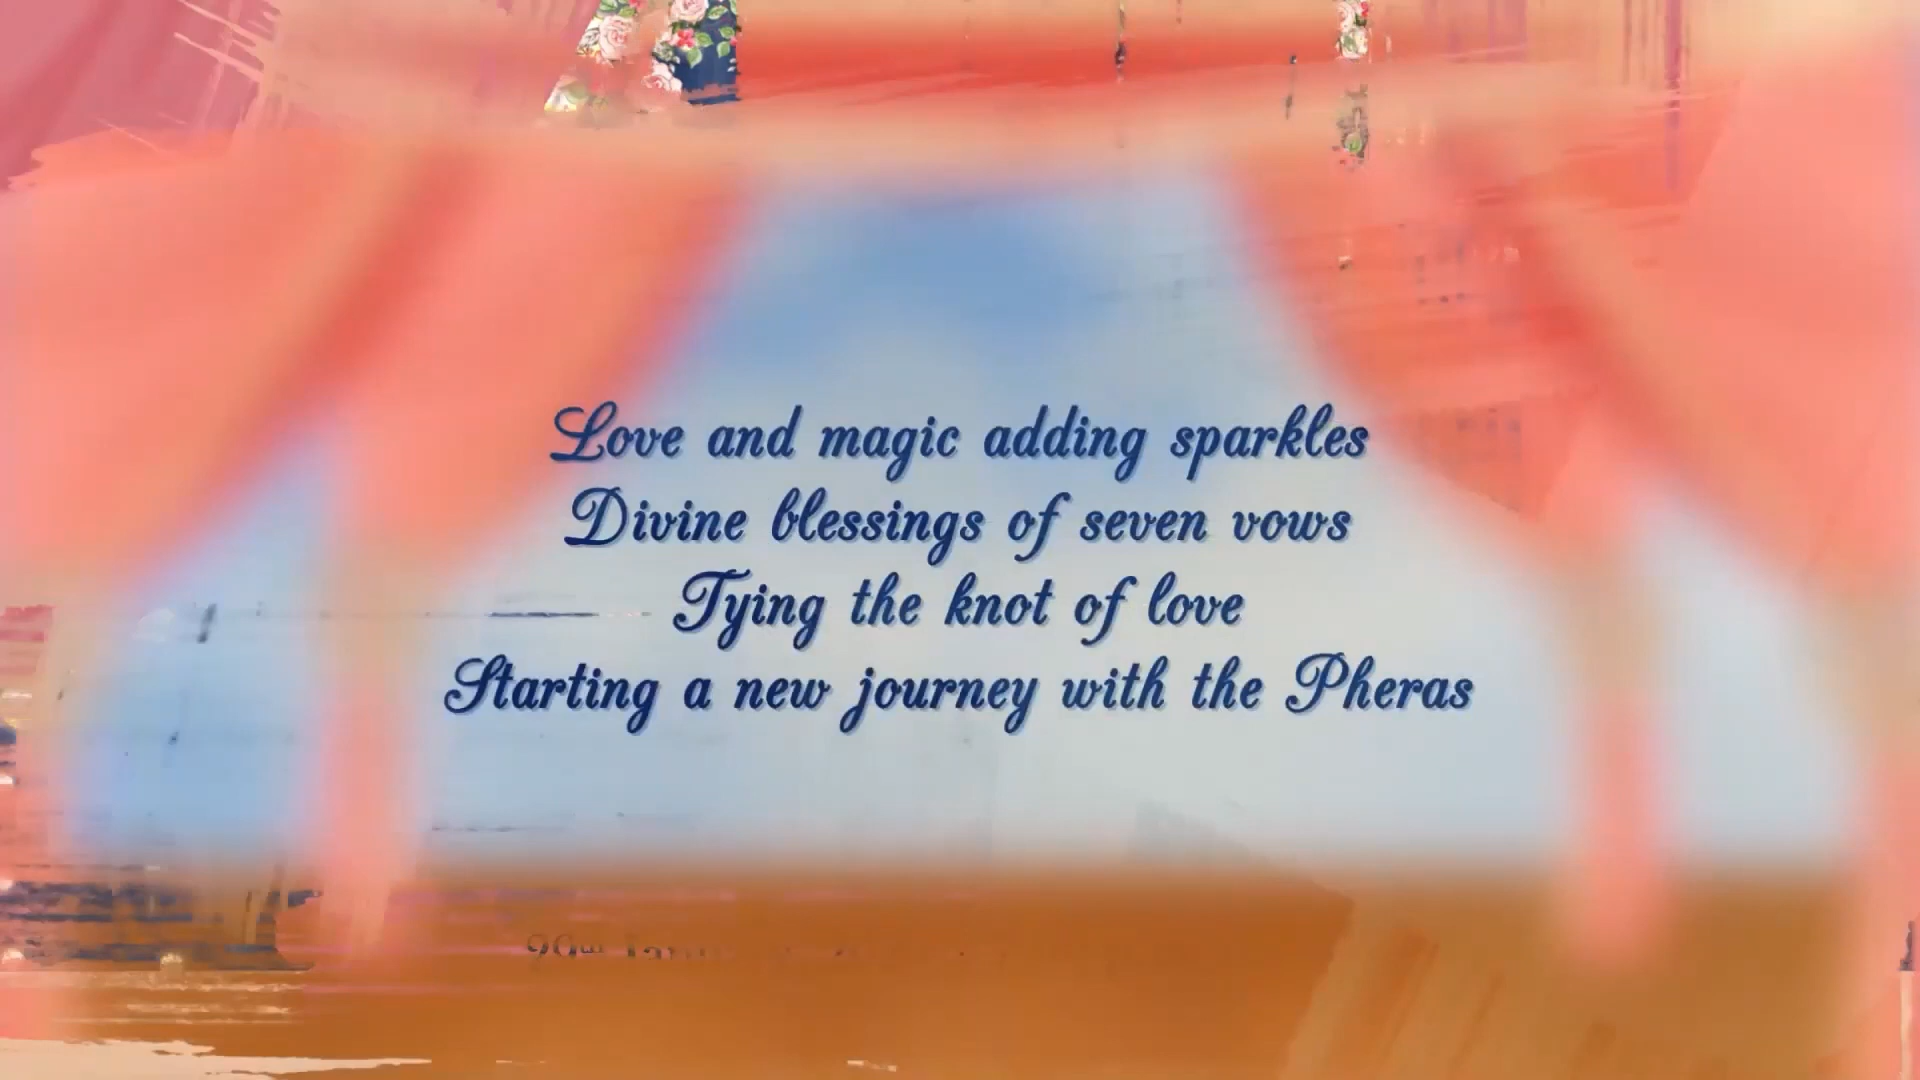 Love and magic adding sparkles
Divine blessings of seven vows
Tying the knot of love
Starting a new journey with the Pheras